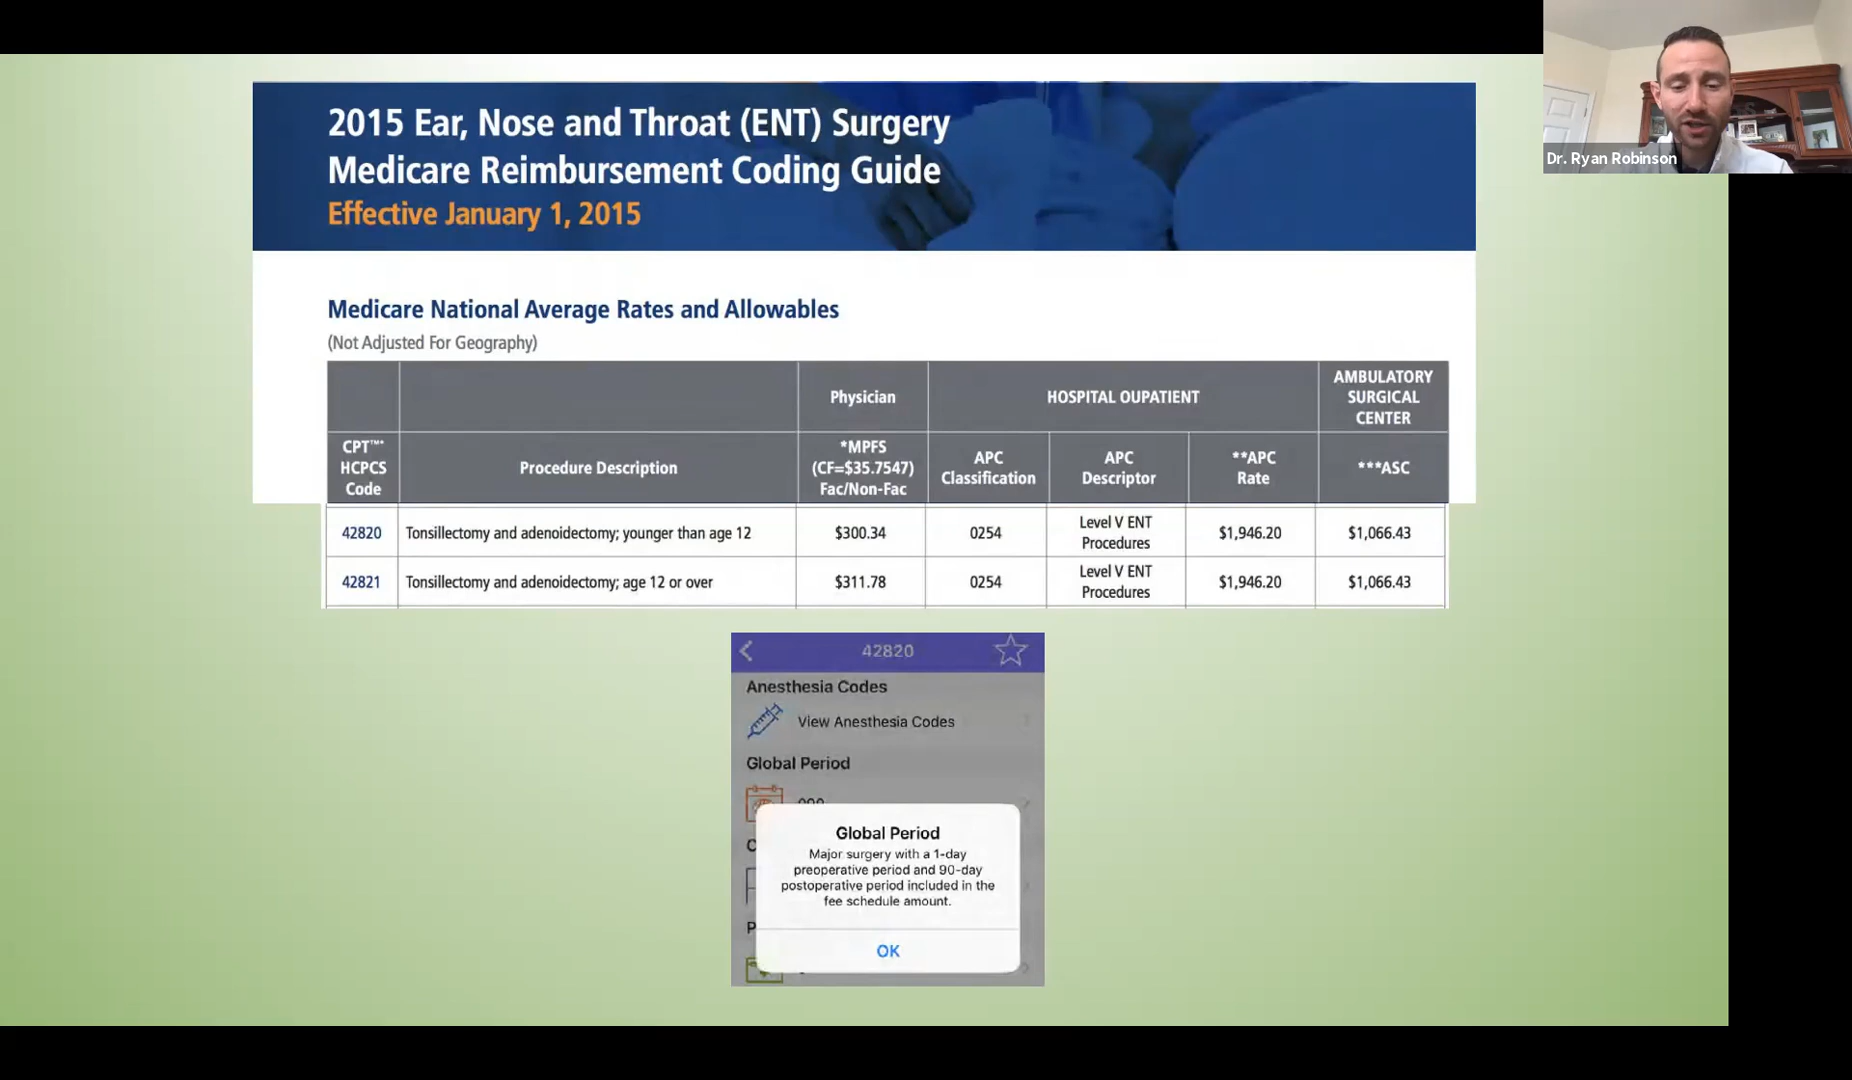 2015 Ear, Nose and Throat (ENT) Surgery
Medicare Reimbursement Coding Guide
Effective January 1, 2015
Dr. Ryan Robinson
Medicare National Average Rates and Allowables
(Not Adjusted For Geography)
Physician
HOSPITAL OUPATIENT
AMBULATORY
SURGICAL
CENTER
CPT™*
HCPCS
Code
Procedure Description
*MPFS
(CF=$35.7547)
Fac/Non-Fac
APC
Classification
APC
Descriptor
**APC
Rate
***ASC
42820
Tonsillectomy and adenoidectomy; younger than age 12
$300.34
0254
Level V ENT
Procedures
$1,946.20
$1,066.43
42821
Tonsillectomy and adenoidectomy; age 12 or over
$311.78
0254
Level V ENT
Procedures
$1,946.20
$1,066.43
42820
Anesthesia Codes
View Anesthesia Codes
Global Period
Global Period
Major surgery with a 1-day
preoperative period and 90-day
postoperative period included in the
fee schedule amount.
OK